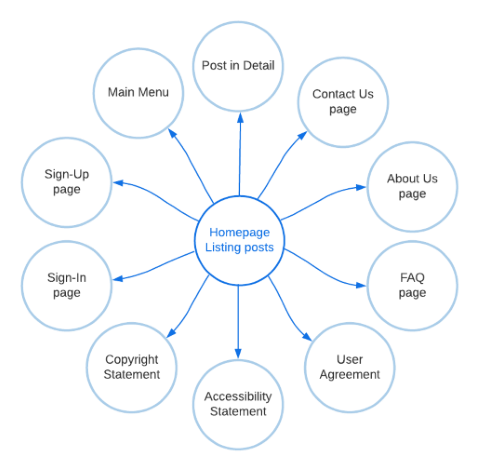 Post in Detail
Main Menu
Contact Us
page
Sign-Up
page
About Us
page
Homepage
Listing posts
Sign-In
page
FAQ
page
Copyright
Statement
User
Agreement
Accessibility
Statement